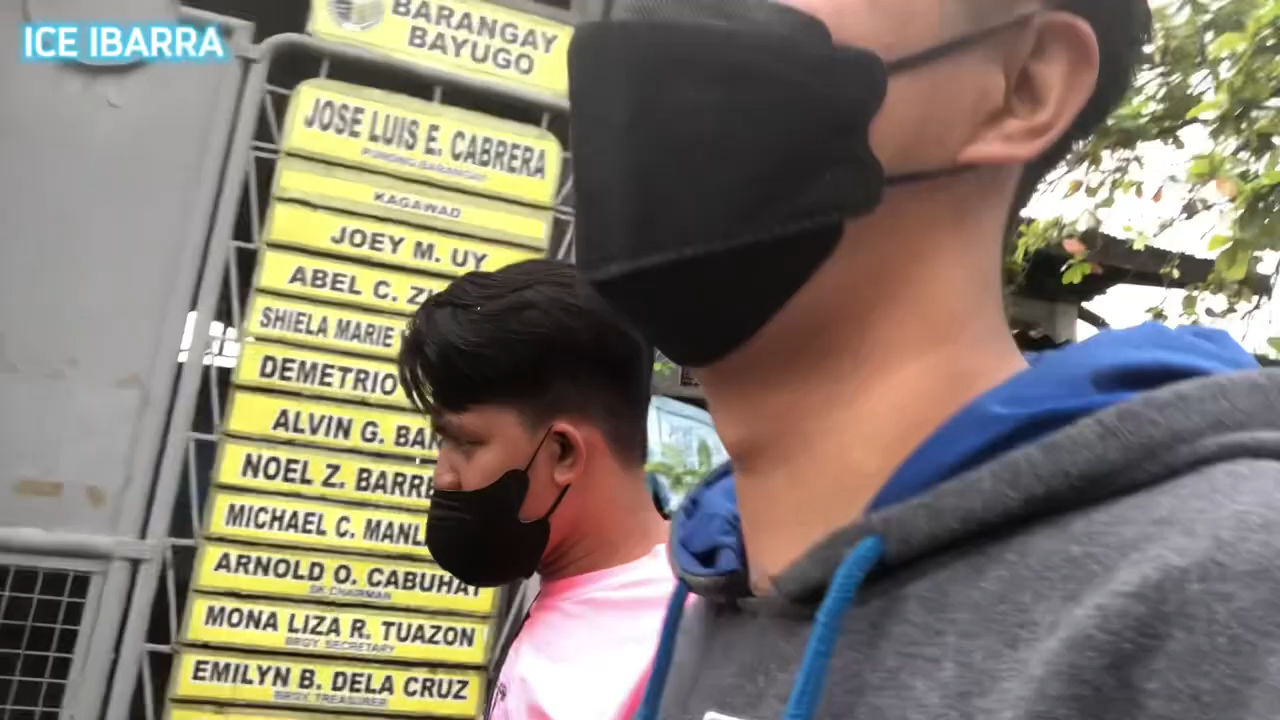 ICE IBARRA
BARANGAY
BAYUGO
JOSE LUIS E. CABRERA
PUNONG BARANGAY
KAGAWAD
JOEY M. UY
ABEL C.
SHIELA MARIE
DEMETRIO
ALVIN G.
NOEL Z.
MICHAEL C.
ARNOLD O. CABUHAT
SK CHAIRMAN
MONA LIZA R. TUAZON
BRGY SECRETARY
EMILYN B. DELA CRUZ
BRGY TREASURER